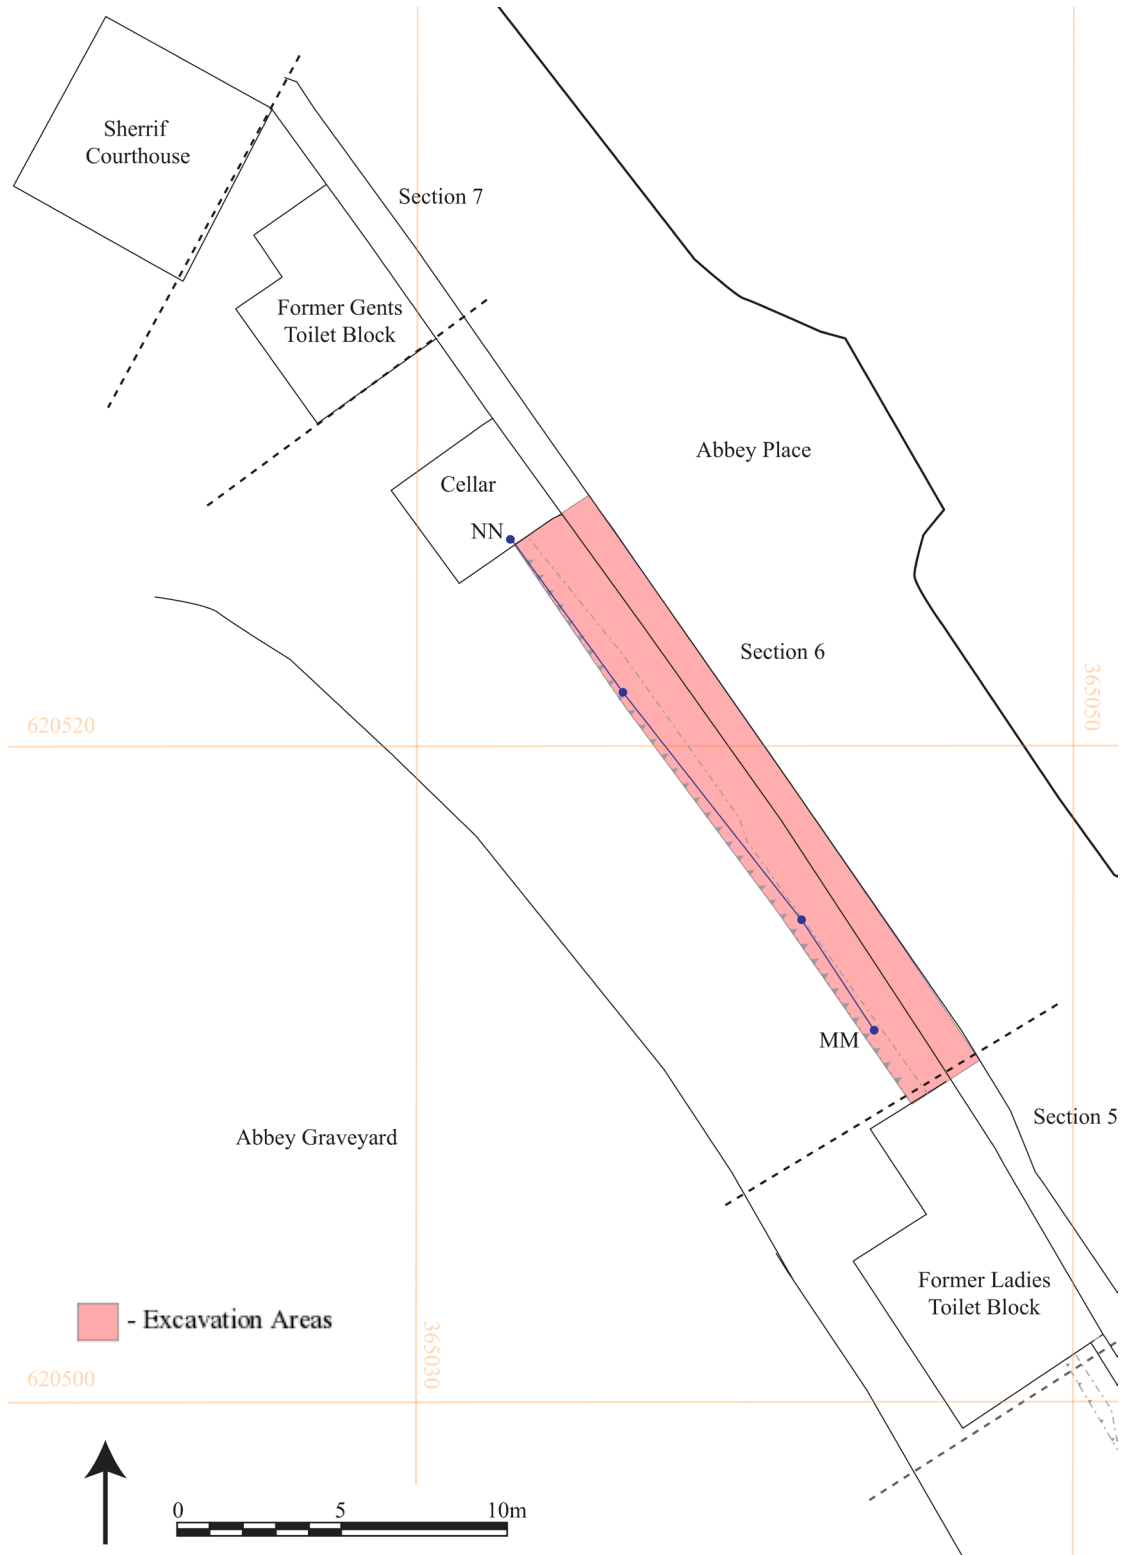 Sherrif
Courthouse
Section 7
Former Gents
Toilet Block
Abbey Place
Cellar
NN
Section 6
365050
620520
MM
Section 5
Abbey Graveyard
Former Ladies
Toilet Block
- Excavation Areas
365030
620500
0 5 10m